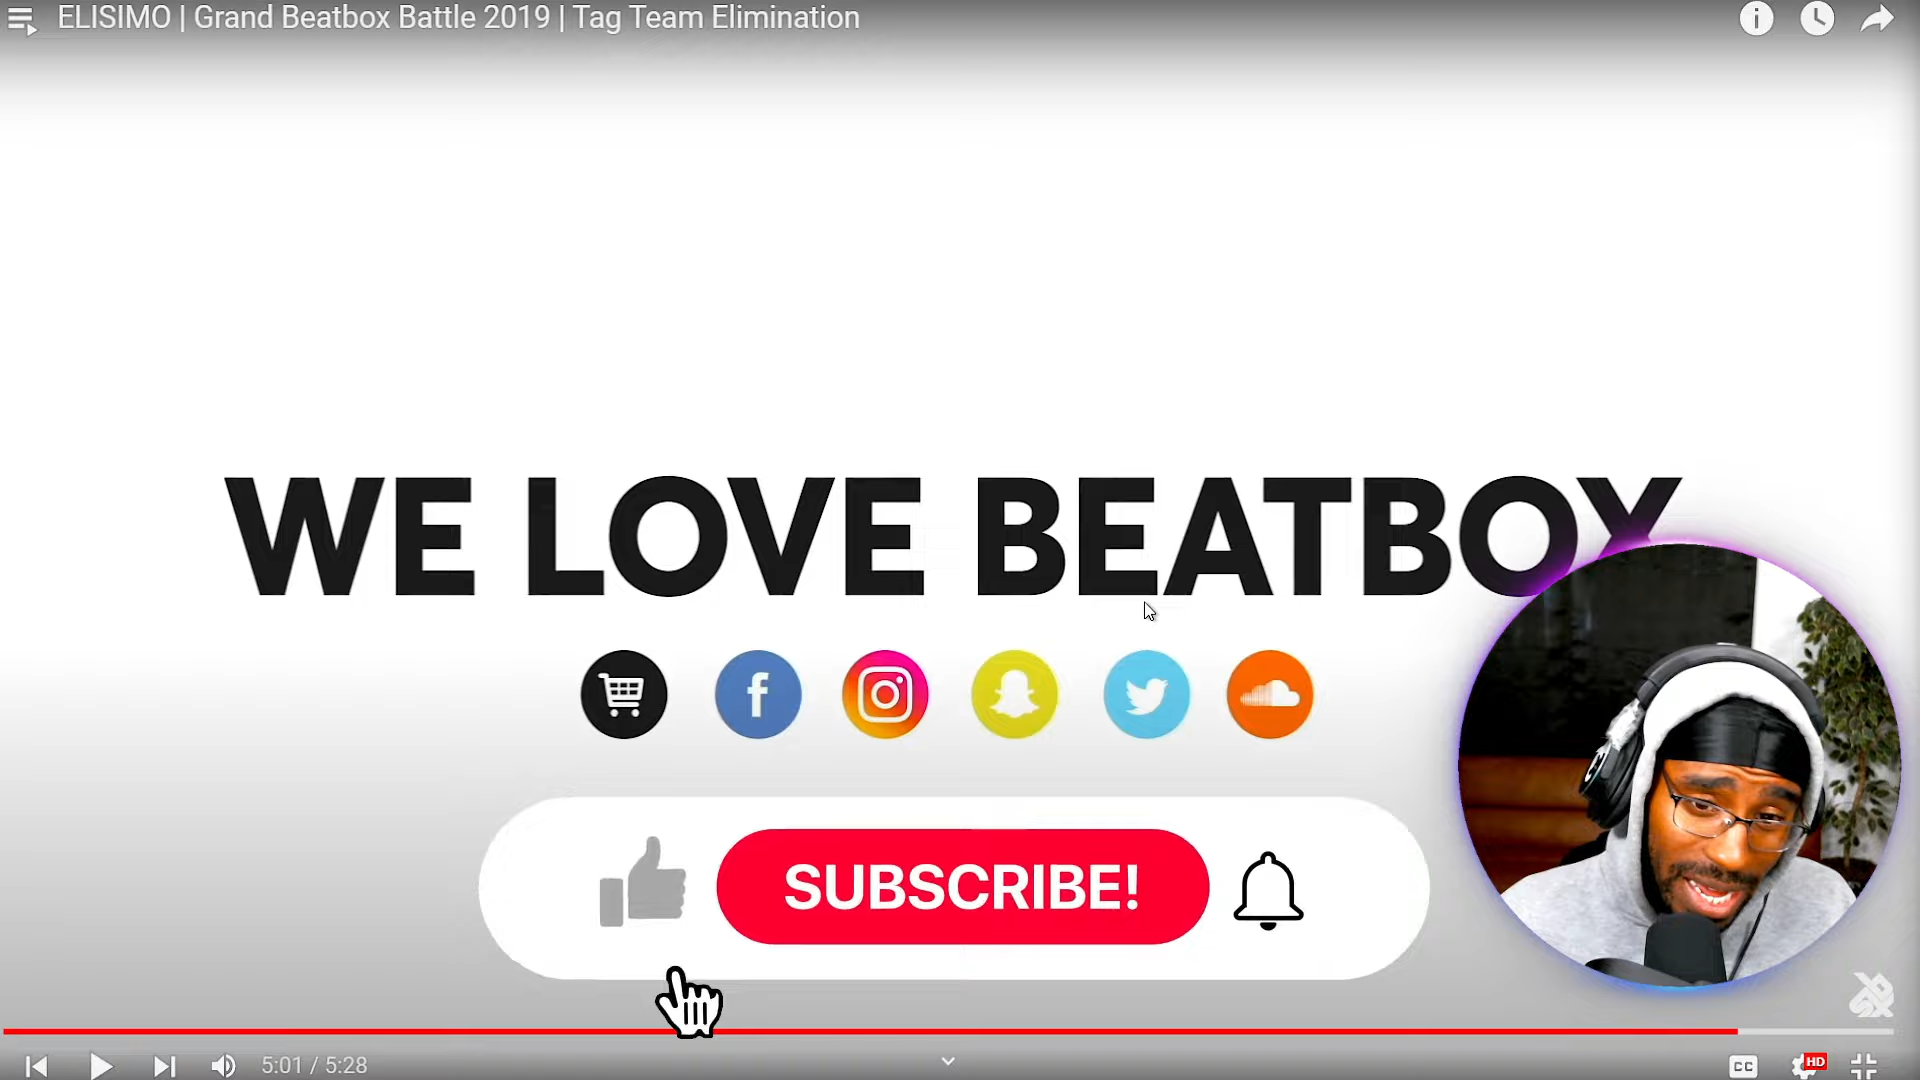 ELISIMO | Grand Beatbox Battle 2019 | Tag Team Elimination
WE LOVE BEATBOX
SUBSCRIBE!
5:01 / 5:28
CC
HD